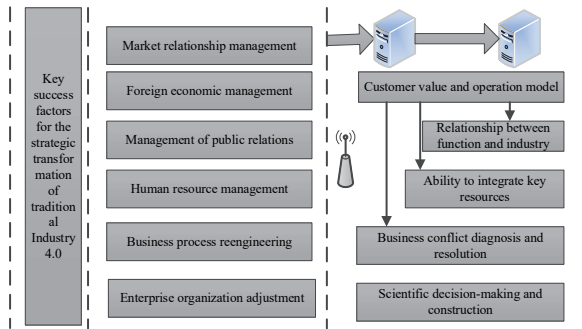 Key
success
factors
for the
strategic
transfor
mation
of
tradition
al
Industry
4.0
Market relationship management
Foreign economic management
Management of public relations
Human resource management
Business process reengineering
Enterprise organization adjustment
Customer value and operation model
Relationship between
function and industry
Ability to integrate key
resources
Business conflict diagnosis and
resolution
Scientific decision-making and
construction